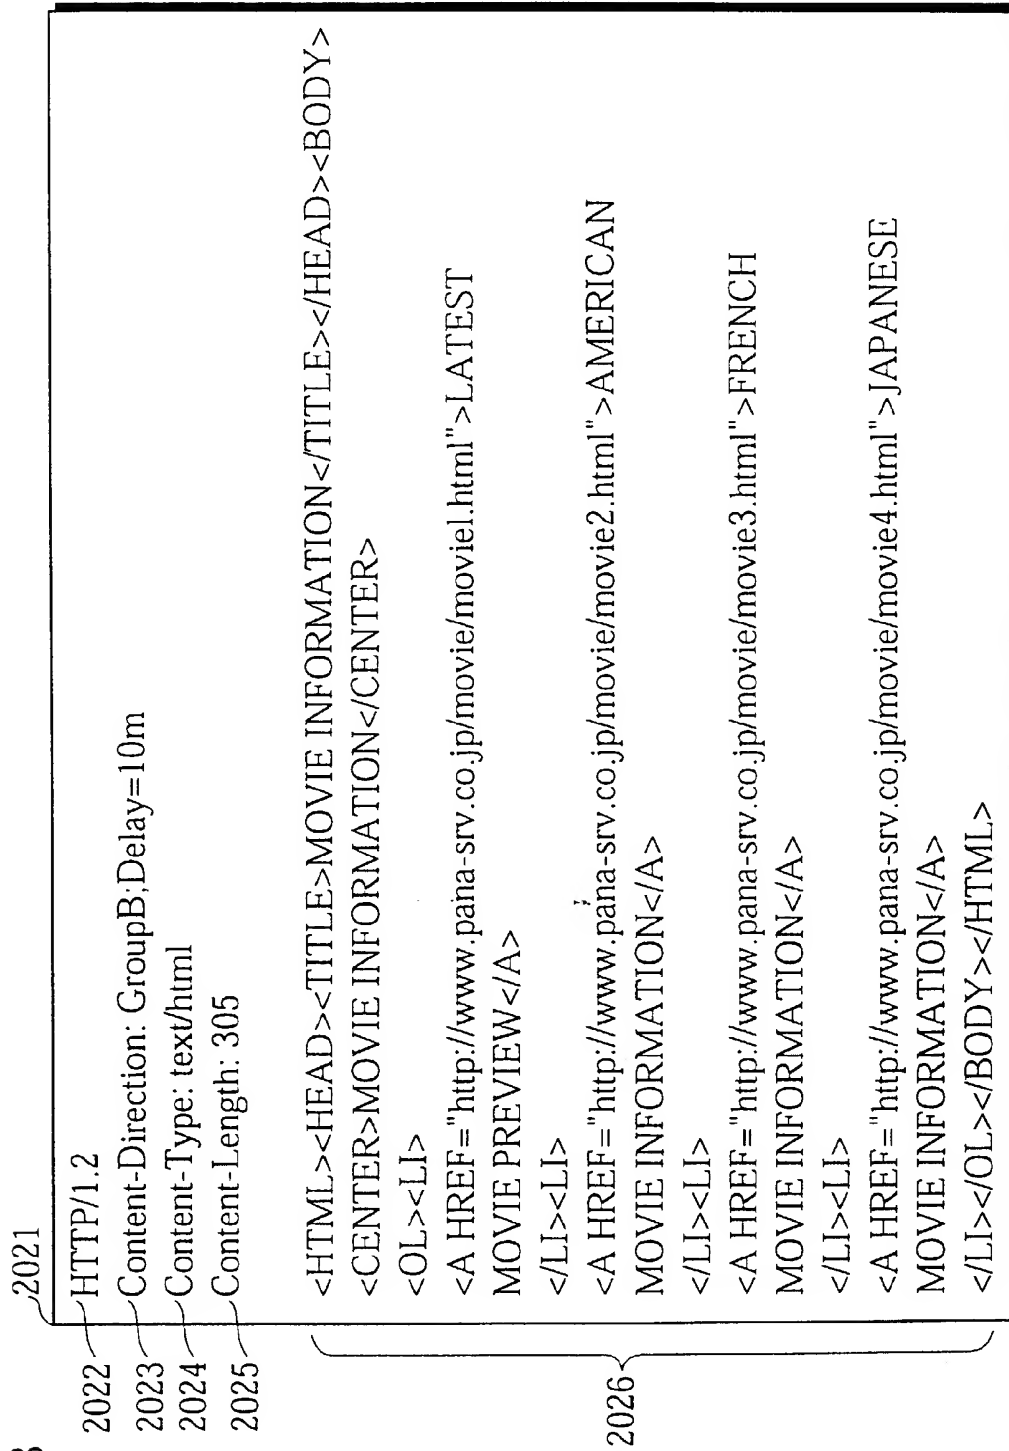 2021
2022 HTTP/1.2
2023 Content-Direction: GroupB;Delay=10m
2024 Content-Type: text/html
2025 Content-Length: 305
2026
<HTML><HEAD><TITLE>MOVIE INFORMATION</TITLE></HEAD><BODY>
<CENTER>MOVIE INFORMATION</CENTER>
<OL><LI>
<A HREF="http://www.pana-srv.co.jp/movie/movie1.html">LATEST
MOVIE PREVIEW</A>
</LI><LI>
<A HREF="http://www.pana-srv.co.jp/movie/movie2.html">AMERICAN
MOVIE INFORMATION</A>
</LI><LI>
<A HREF="http://www.pana-srv.co.jp/movie/movie3.html">FRENCH
MOVIE INFORMATION</A>
</LI><LI>
<A HREF="http://www.pana-srv.co.jp/movie/movie4.html">JAPANESE
MOVIE INFORMATION</A>
</LI></OL></BODY></HTML>